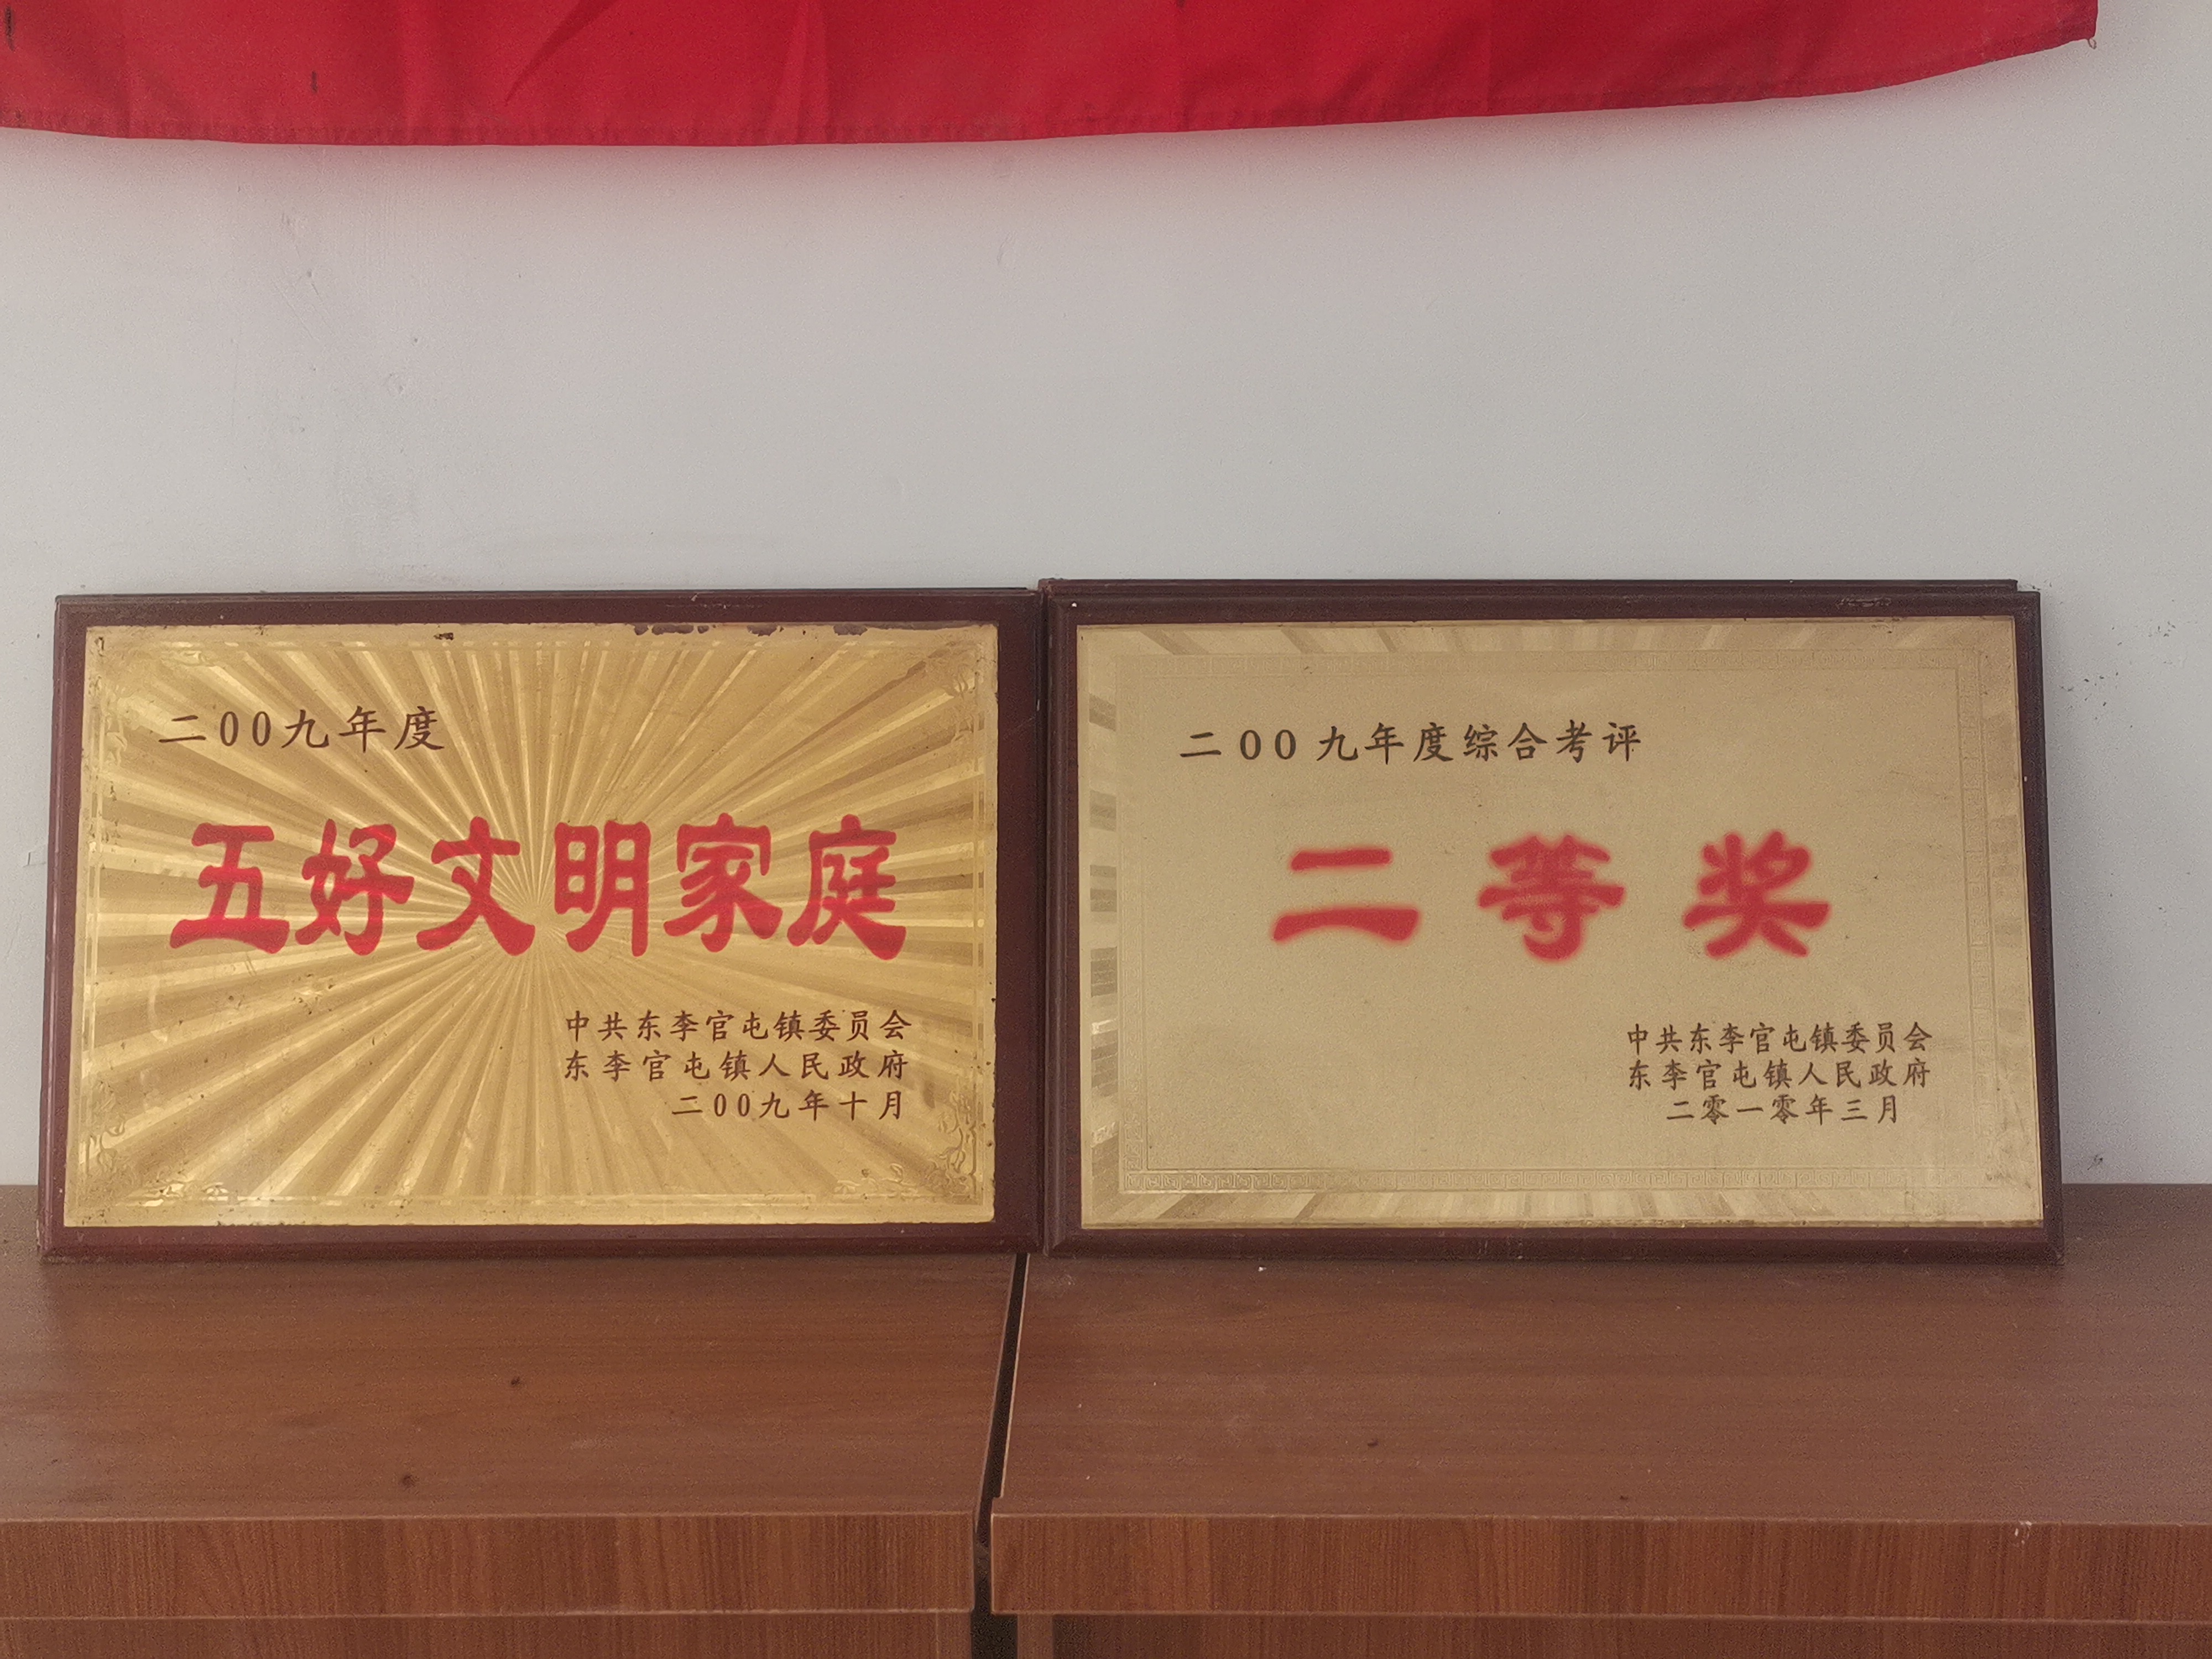 二00九年度
五好文明家庭
中共东李官屯镇委员会
东李官屯镇人民政府
二00九年十月
二00九年度综合考评
二等奖
中共东李官屯镇委员会
东李官屯镇人民政府
二零一零年三月